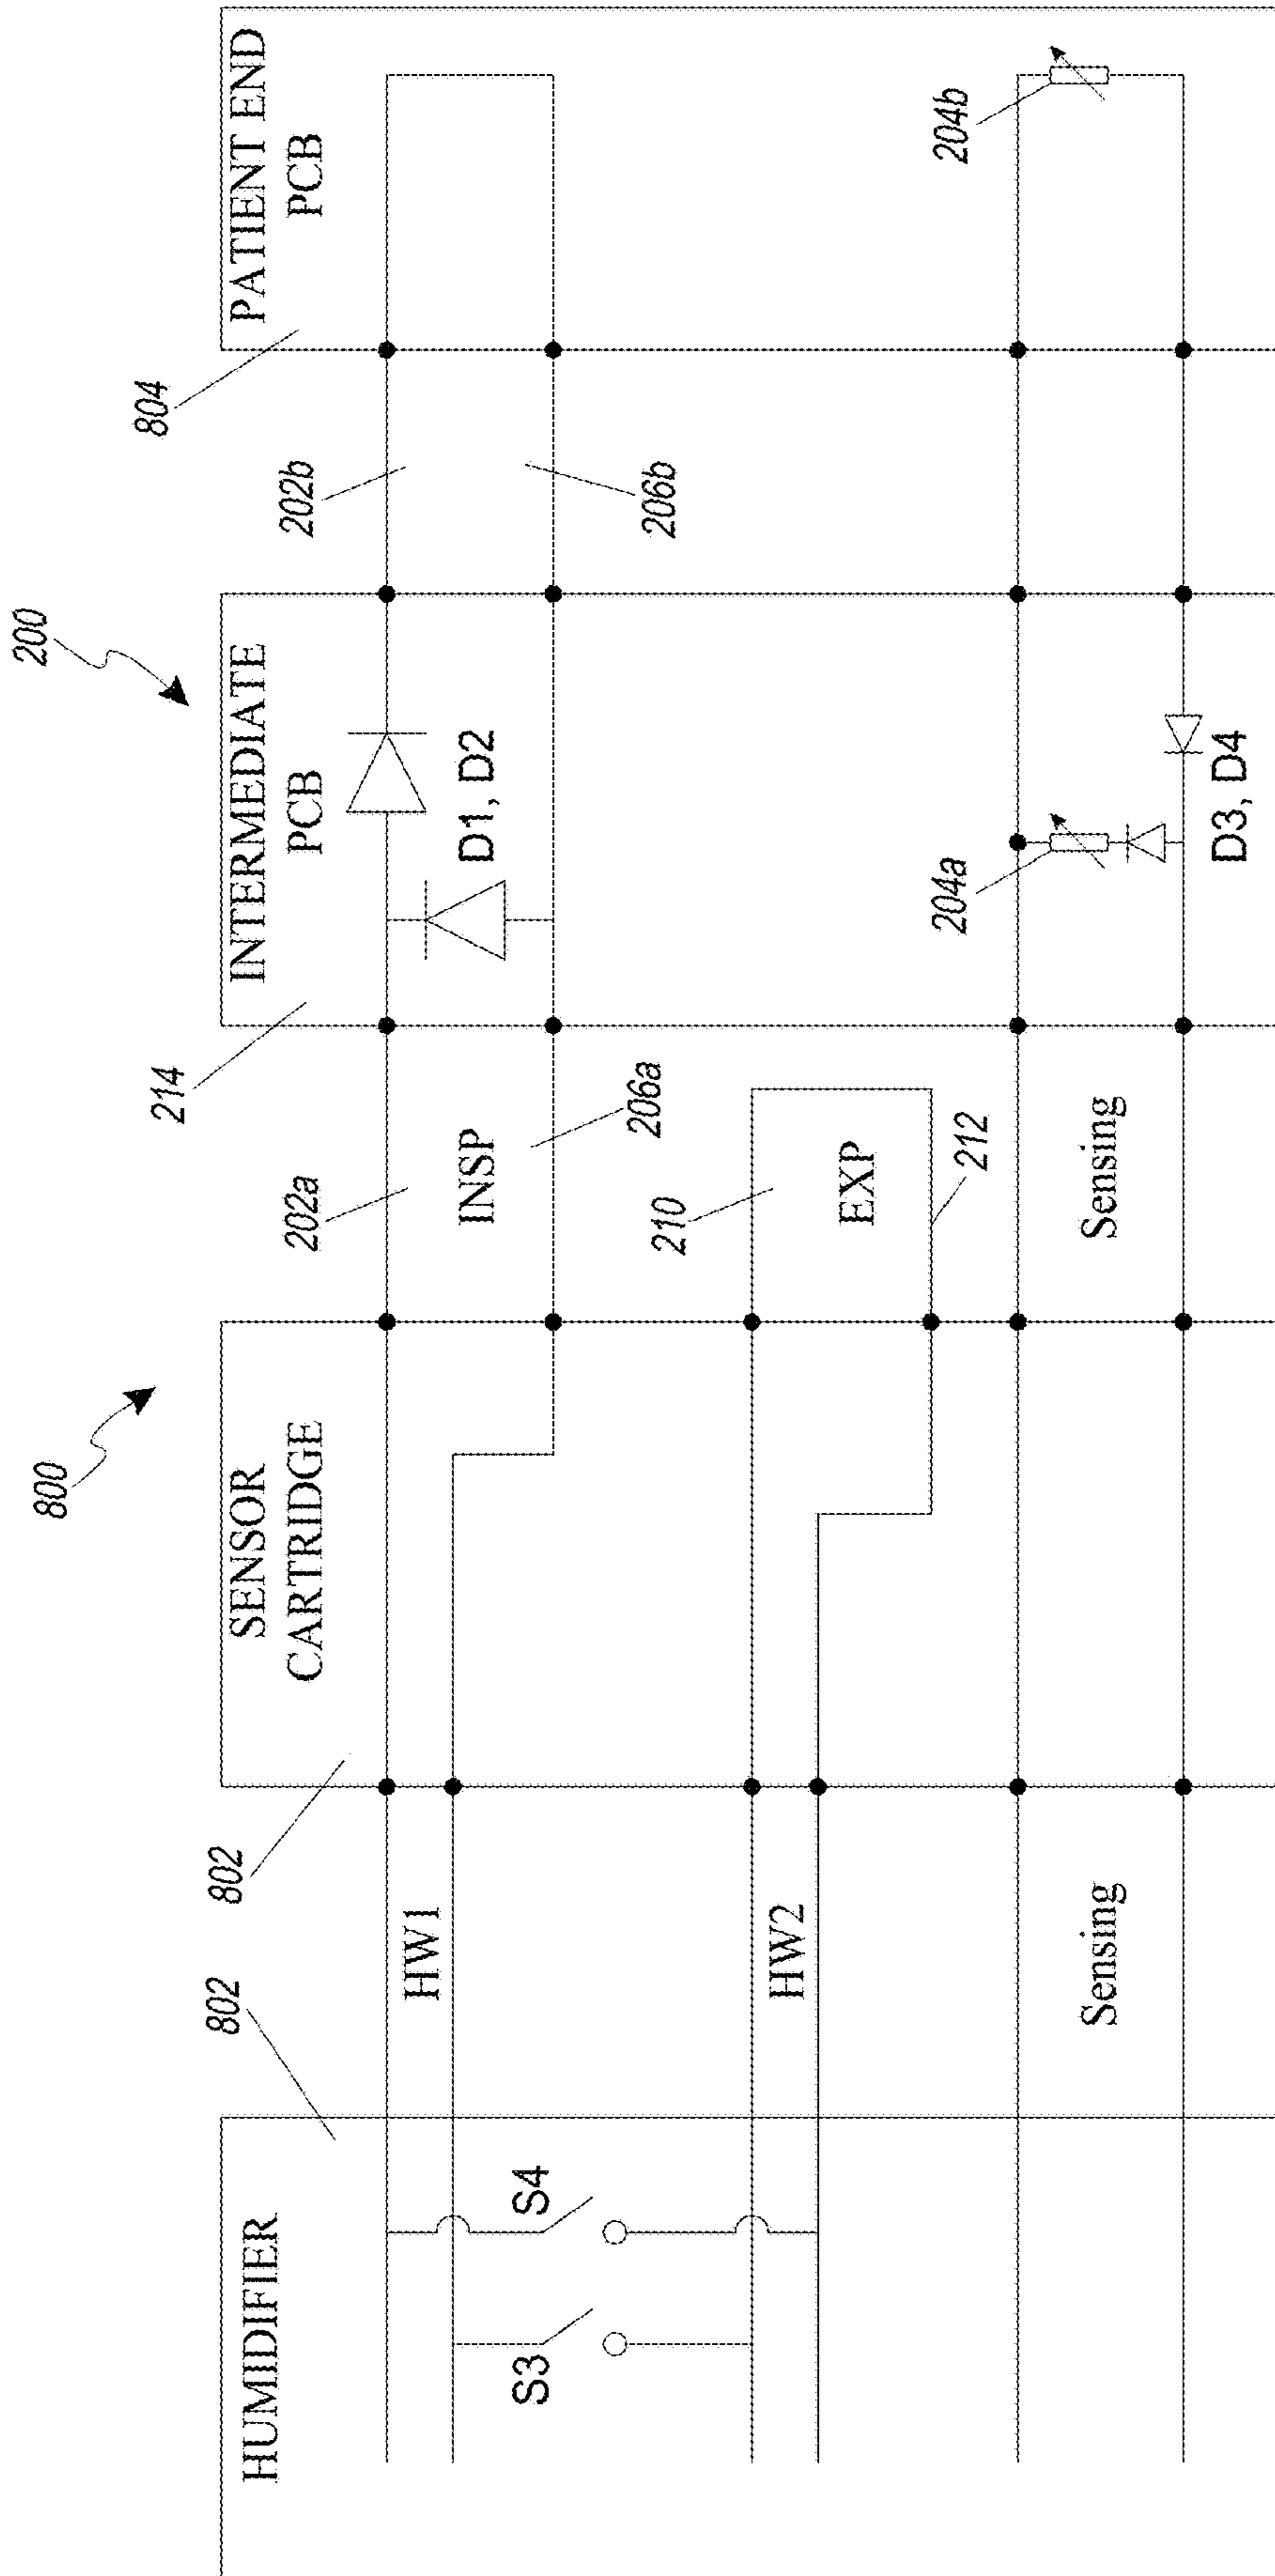 HUMIDIFIER
802
S3
S4
HW1
HW2
Sensing
800
802
SENSOR
CARTRIDGE
202a
INSP
206a
210
EXP
212
Sensing
200
214
INTERMEDIATE
PCB
D1, D2
204a
D3, D4
202b
206b
804
PATIENT END
PCB
204b